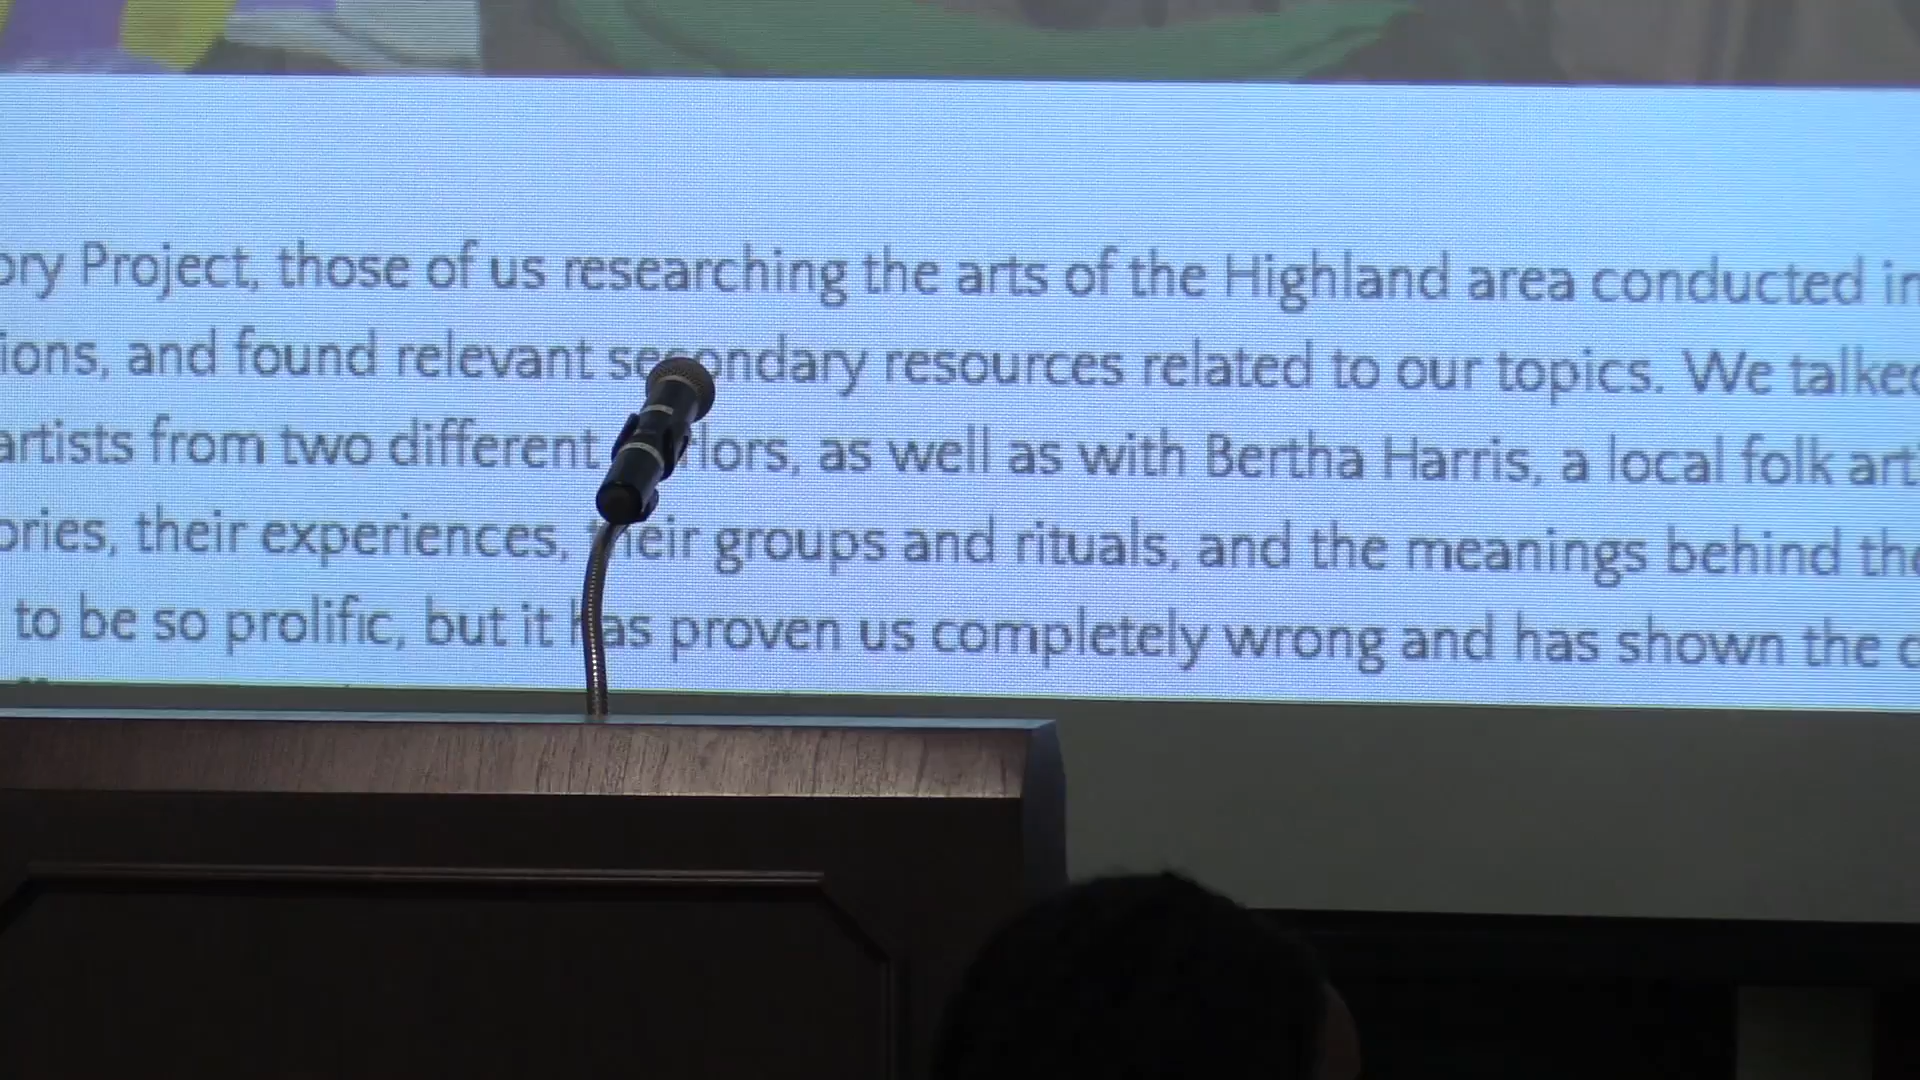 ory Project, those of us researching the arts of the Highland area conducted in
ions, and found relevant secondary resources related to our topics. We talked
artists from two different lors, as well as with Bertha Harris, a local folk art
ories, their experiences, their groups and rituals, and the meanings behind the
to be so prolific, but it has proven us completely wrong and has shown the c